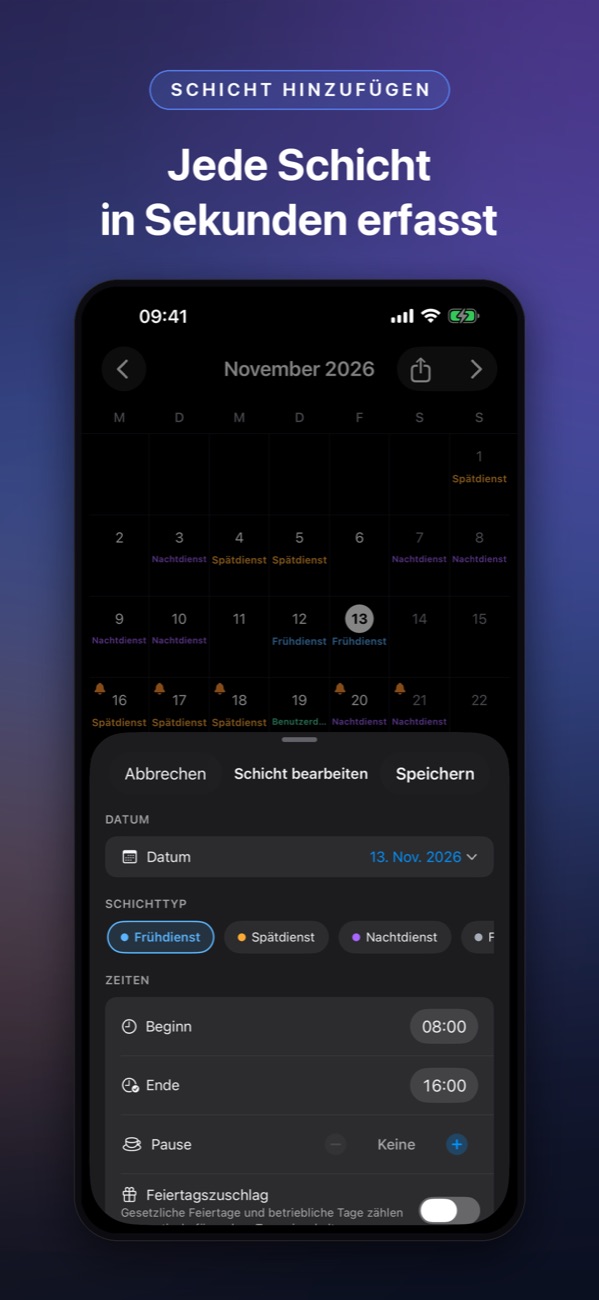 SCHICHT HINZUFÜGEN
Jede Schicht
in Sekunden erfasst
09:41
November 2026
M D M D F S S
1
Spätdienst
2 3 4 5 6 7 8
Nachtdienst Spätdienst Spätdienst Nachtdienst Nachtdienst
9 10 11 12 13 14 15
Nachtdienst Nachtdienst Frühdienst Frühdienst
16 17 18 19 20 21 22
Spätdienst Spätdienst Spätdienst Benutzerd... Nachtdienst Nachtdienst
Abbrechen Schicht bearbeiten Speichern
DATUM
Datum 13. Nov. 2026
SCHICHTTYP
Frühdienst Spätdienst Nachtdienst F
ZEITEN
Beginn 08:00
Ende 16:00
Pause Keine
Feiertagszuschlag
Gesetzliche Feiertage und betriebliche Tage zählen